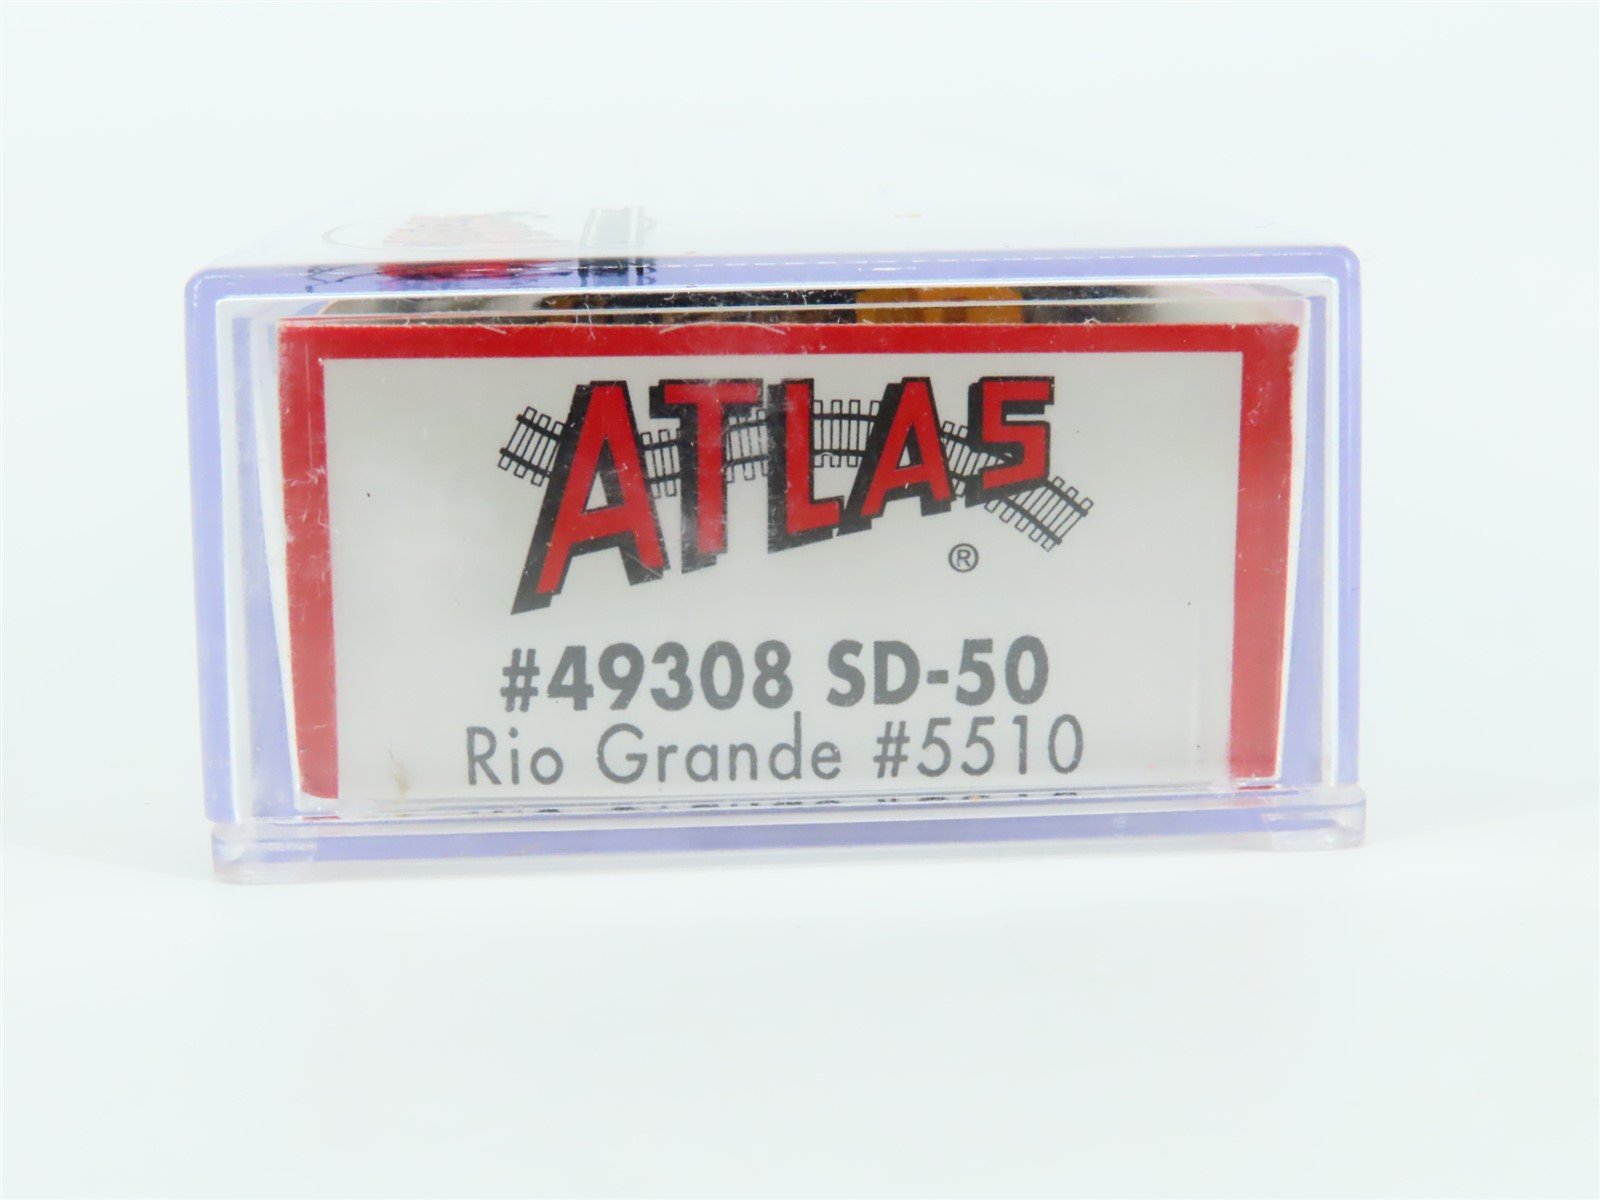 ATLAS
®
#49308 SD-50
Rio Grande #5510